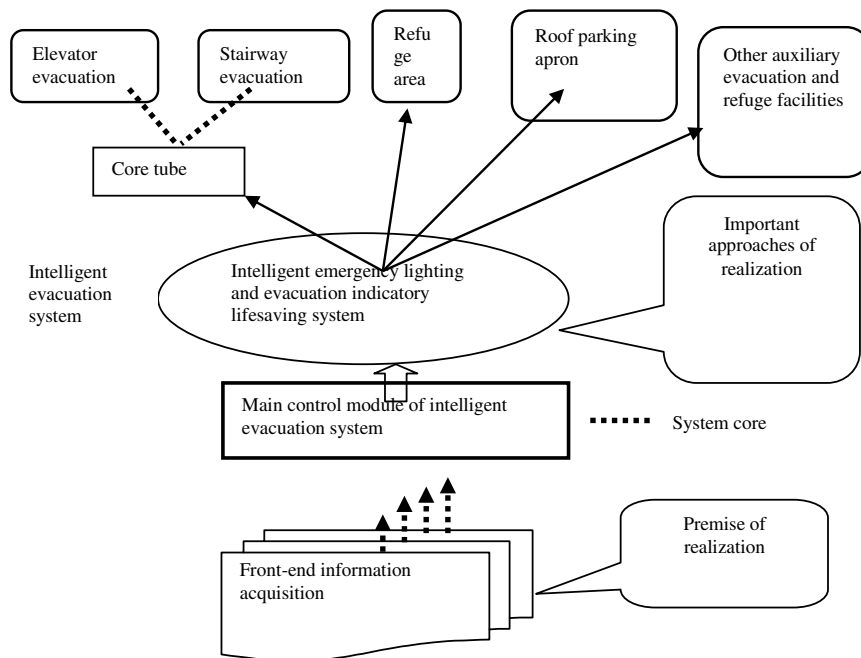 Elevator
evacuation
Stairway
evacuation
Refu
ge
area
Roof parking
apron
Other auxiliary
evacuation and
refuge facilities
Core tube
Important
approaches of
realization
Intelligent
evacuation
system
Intelligent emergency lighting
and evacuation indicatory
lifesaving system
Main control module of intelligent
evacuation system
System core
Premise of
realization
Front-end information
acquisition